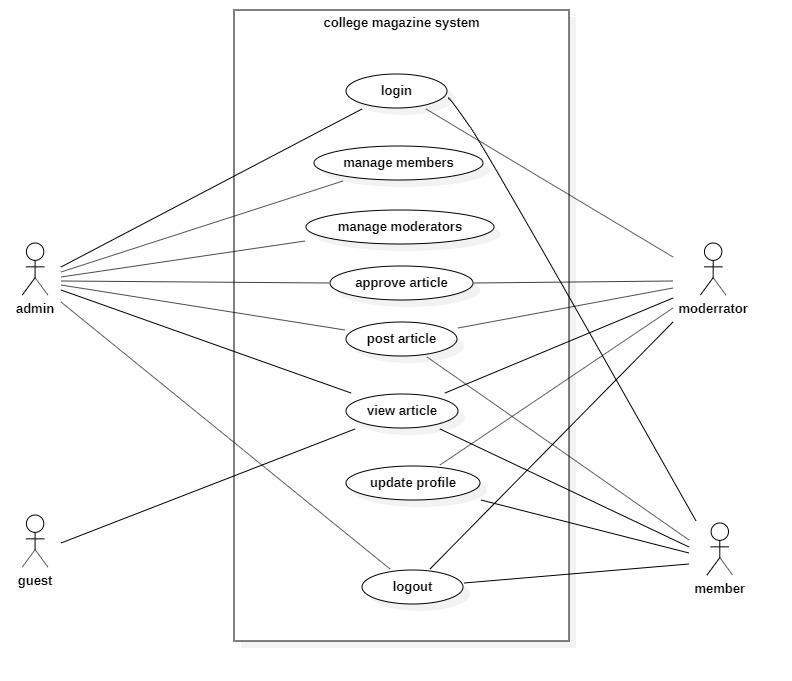 college magazine system
login
manage members
manage moderators
approve article
admin
moderrator
post article
view article
update profile
guest
logout
member